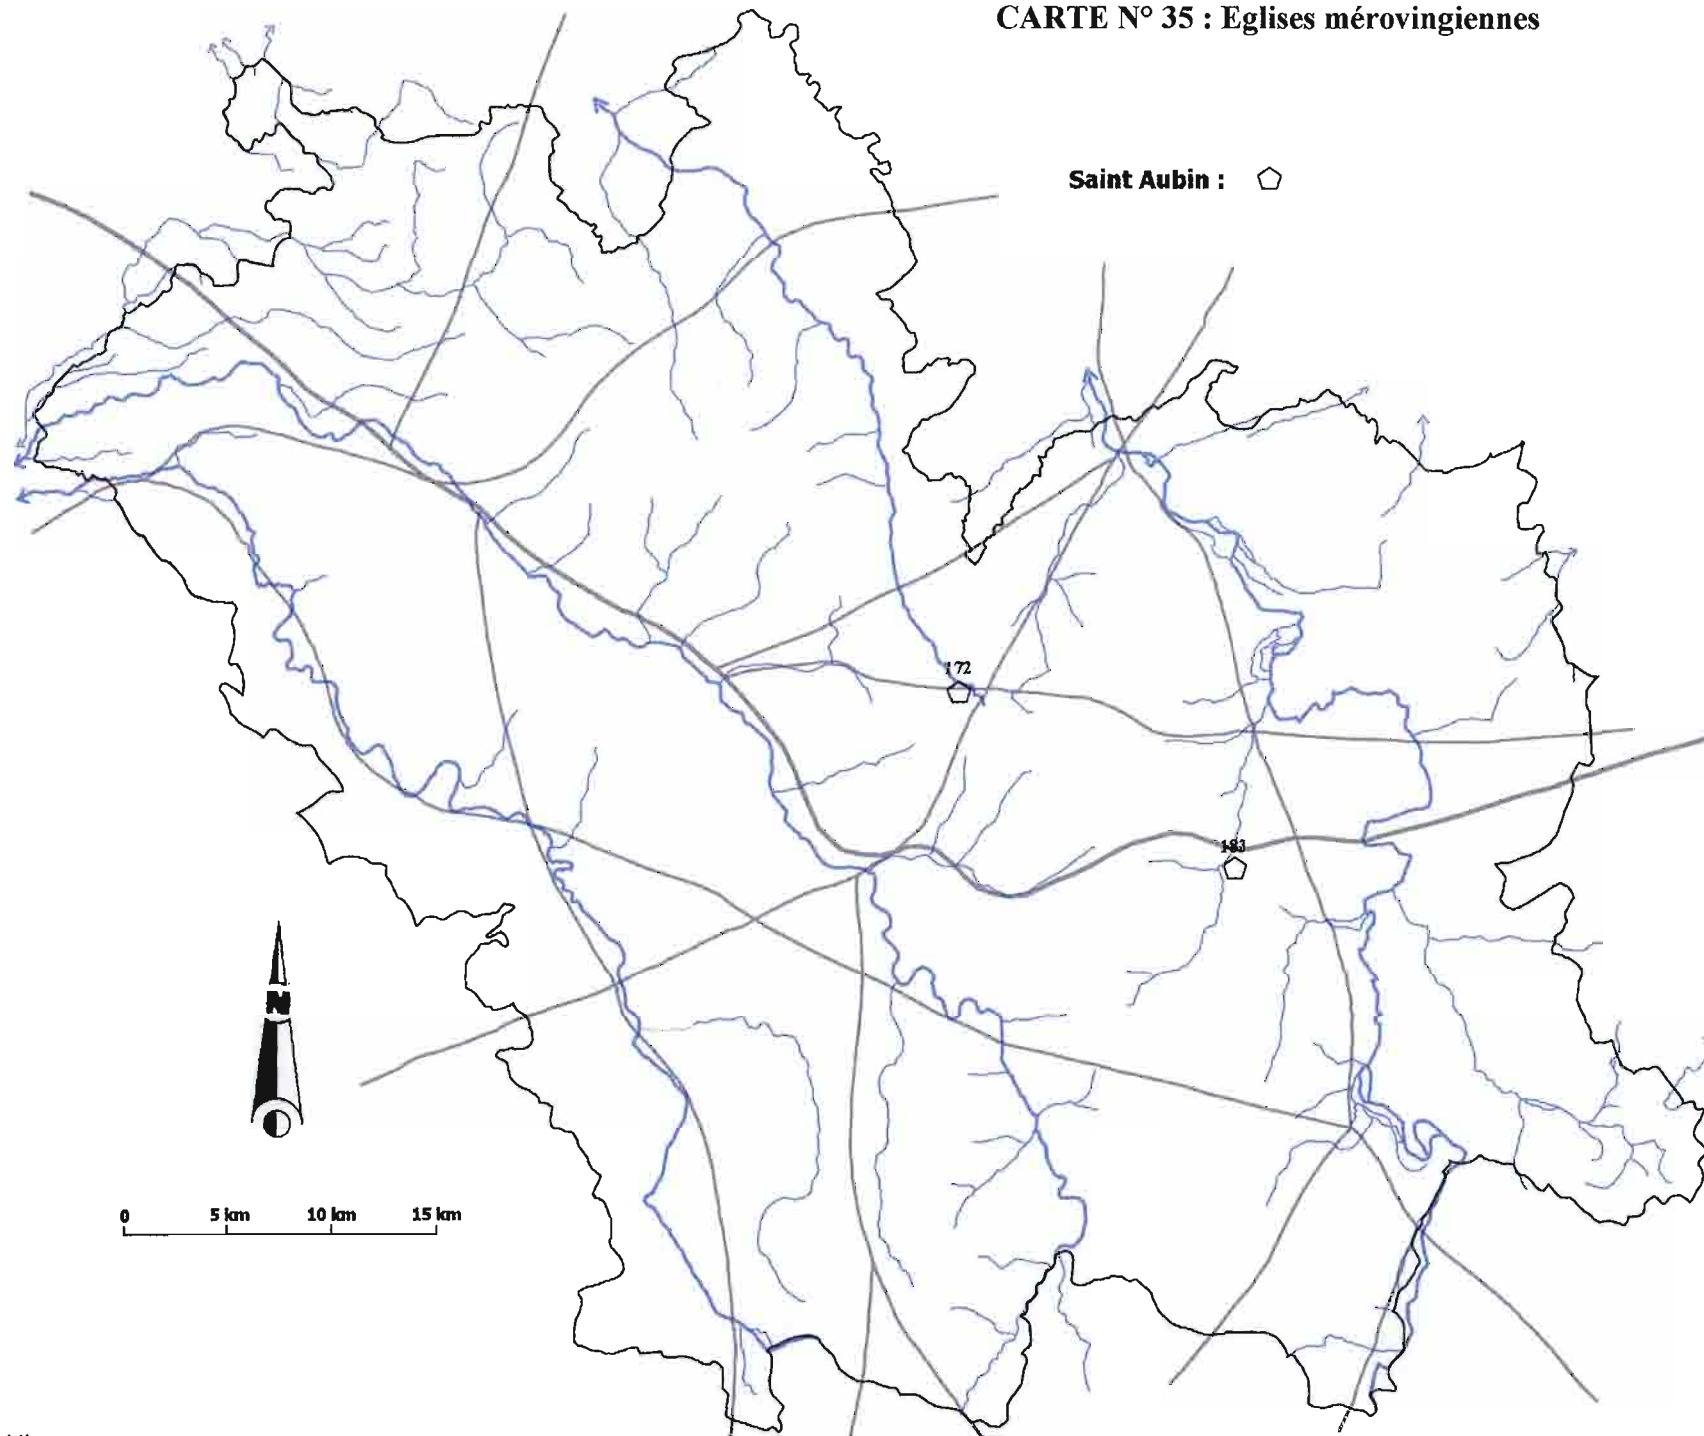 CARTE N° 35 : Eglises mérovingiennes
Saint Aubin :
172
183
N
0 5 km 10 km 15 km